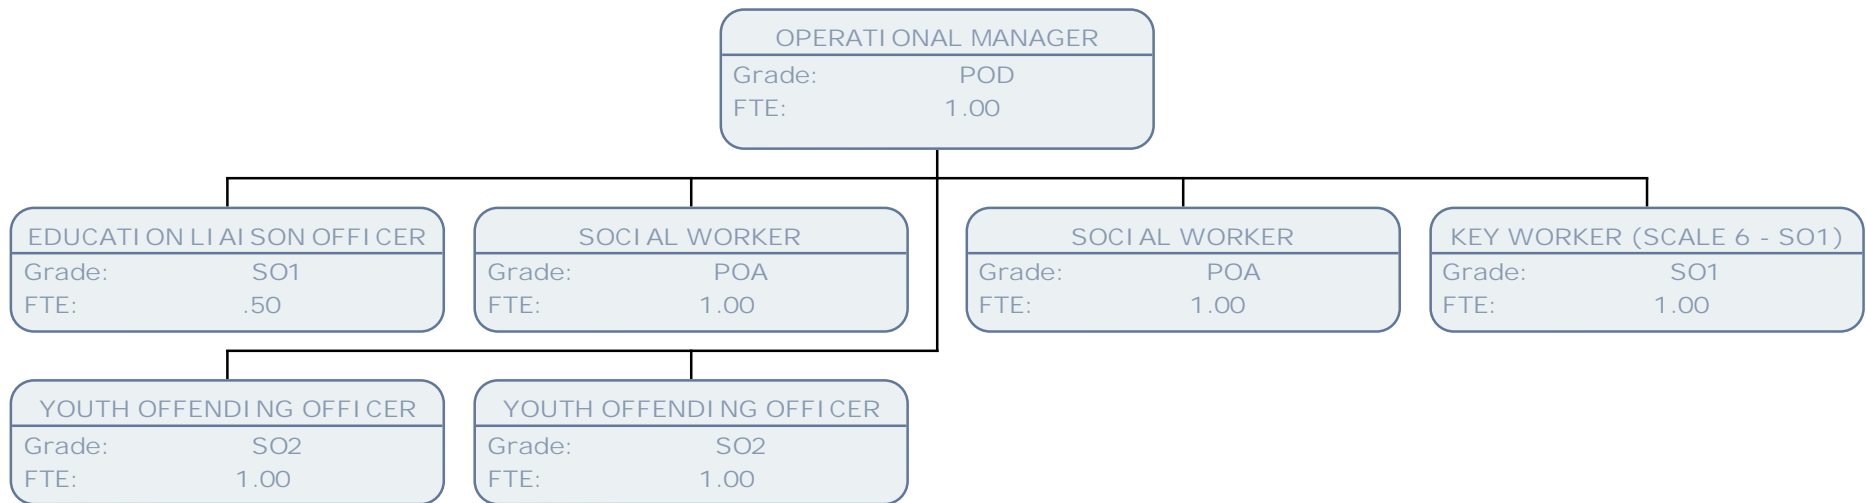 OPERATIONAL MANAGER
Grade: POD
FTE: 1.00
EDUCATION LIAISON OFFICER
Grade: SO1
FTE: .50
SOCIAL WORKER
Grade: POA
FTE: 1.00
SOCIAL WORKER
Grade: POA
FTE: 1.00
KEY WORKER (SCALE 6 - SO1)
Grade: SO1
FTE: 1.00
YOUTH OFFENDING OFFICER
Grade: SO2
FTE: 1.00
YOUTH OFFENDING OFFICER
Grade: SO2
FTE: 1.00